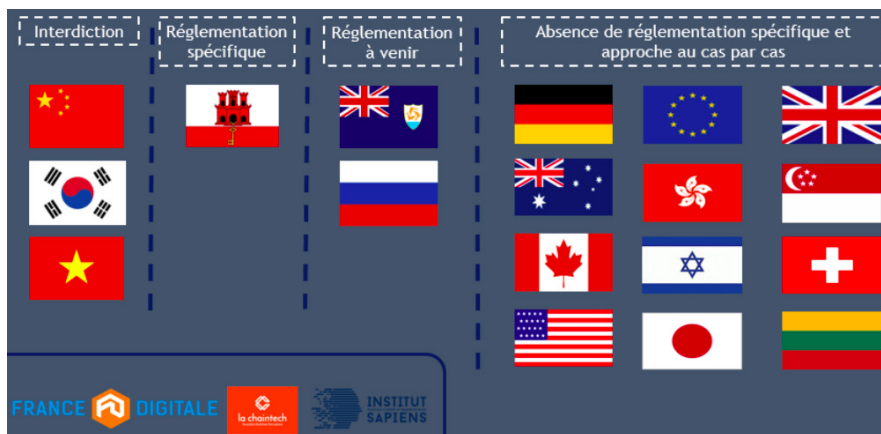 Interdiction
Réglementation
spécifique
Réglementation
à venir
Absence de réglementation spécifique et
approche au cas par cas
FRANCE DIGITALE
la chaintech
INSTITUT
SAPIENS